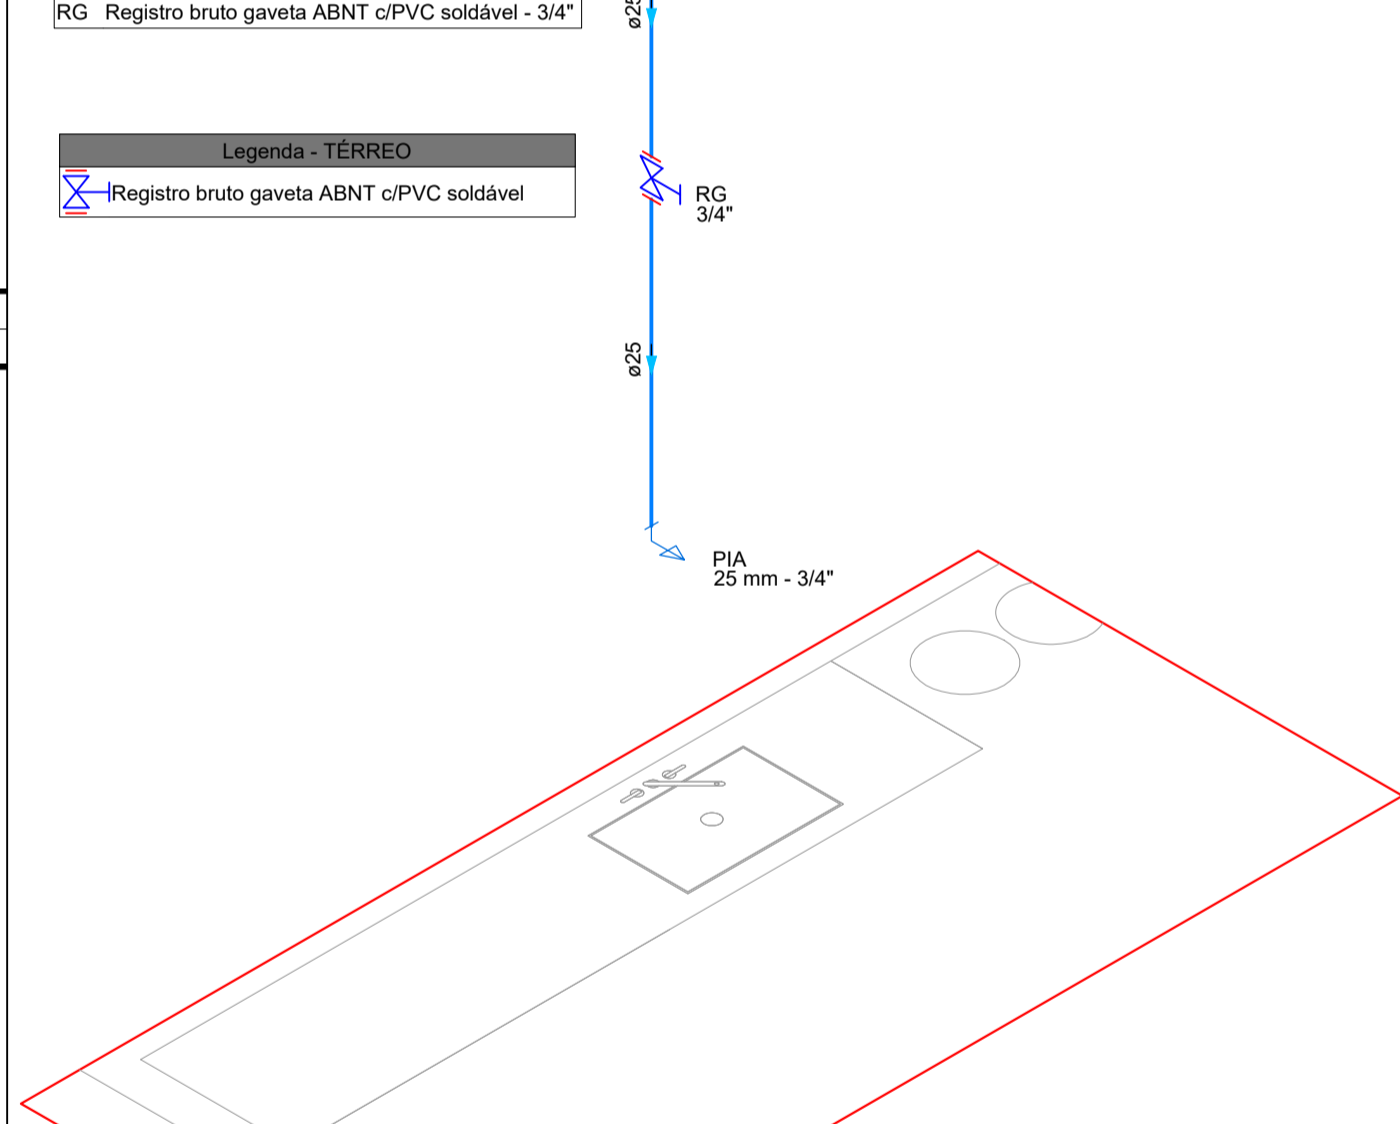 RG Registro bruto gaveta ABNT c/PVC soldável - 3/4"
ø25
Legenda - TÉRREO
Registro bruto gaveta ABNT c/PVC soldável
RG
3/4"
ø25
PIA
25 mm - 3/4"